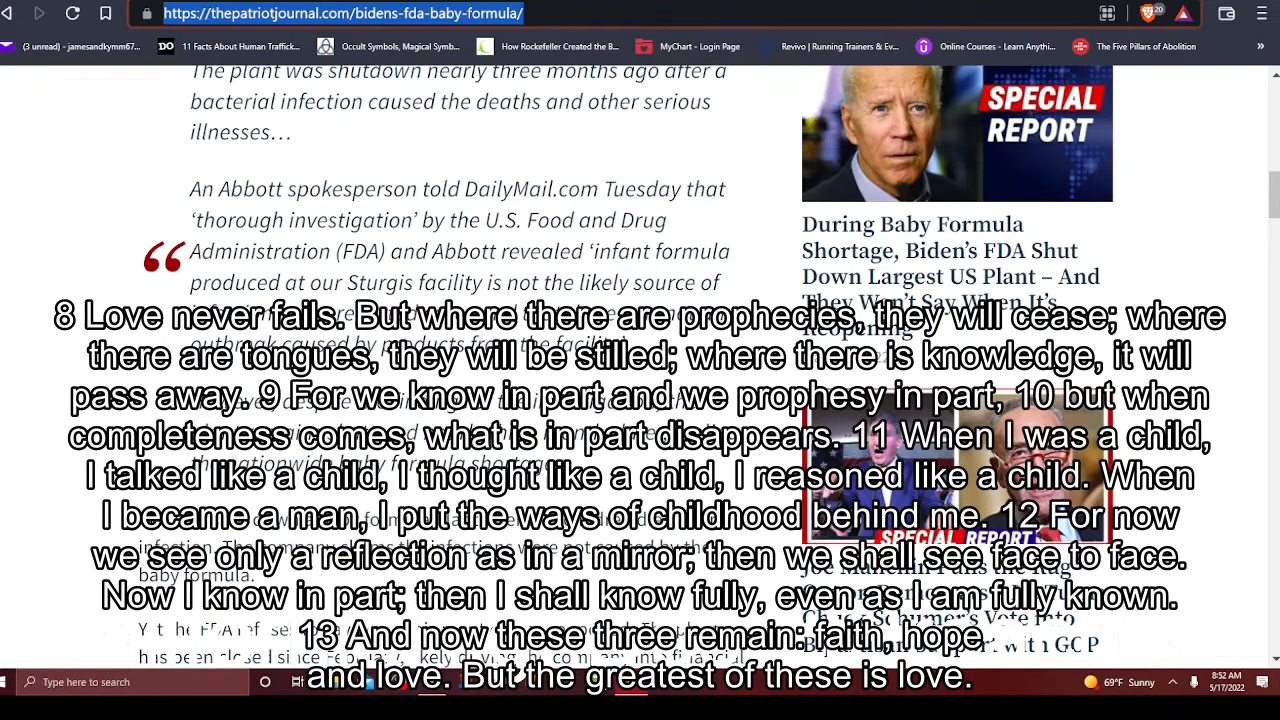 https://thepatriotjournal.com/bidens-fda-baby-formula/
20
(3 unread) - jamesandkymm67...
DO
11 Facts About Human Traffick...
Occult Symbols, Magical Symb...
How Rockefeller Created the B...
MyChart - Login Page
Revivo | Running Trainers & Ev...
Online Courses - Learn Anythi...
The Five Pillars of Abolition
»
The plant was shutdown nearly three months ago after a
bacterial infection caused the deaths and other serious
illnesses…
An Abbott spokesperson told DailyMail.com Tuesday that
‘thorough investigation’ by the U.S. Food and Drug
Administration (FDA) and Abbott revealed ‘infant formula
produced at our Sturgis facility is not the likely source of
“
SPECIAL
REPORT
During Baby Formula
Shortage, Biden’s FDA Shut
Down Largest US Plant – And
They Won’t Say When It’s
Reopening
8 Love never fails. But where there are prophecies, they will cease; where
there are tongues, they will be stilled; where there is knowledge, it will
pass away. 9 For we know in part and we prophesy in part, 10 but when
completeness comes, what is in part disappears. 11 When I was a child,
I talked like a child, I thought like a child, I reasoned like a child. When
I became a man, I put the ways of childhood behind me. 12 For now
we see only a reflection as in a mirror; then we shall see face to face.
Now I know in part; then I shall know fully, even as I am fully known.
13 And now these three remain: faith, hope
and love. But the greatest of these is love.
baby formula.
SPECIAL REPORT
Type here to search
69°F Sunny
8:52 AM
5/17/2022